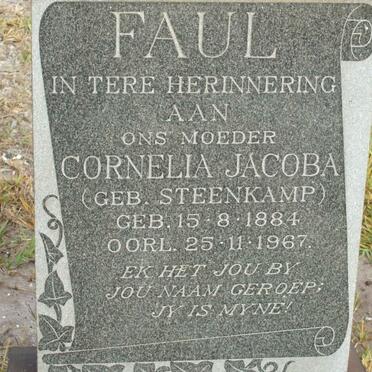 FAUL
IN TERE HERINNERING
AAN
ONS MOEDER
CORNELIA JACOBA
(GEB. STEENKAMP)
GEB. 15-8-1884
OORL. 25-11-1967.
EK HET JOU BY
JOU NAAM GEROEP;
JY IS MYNE!